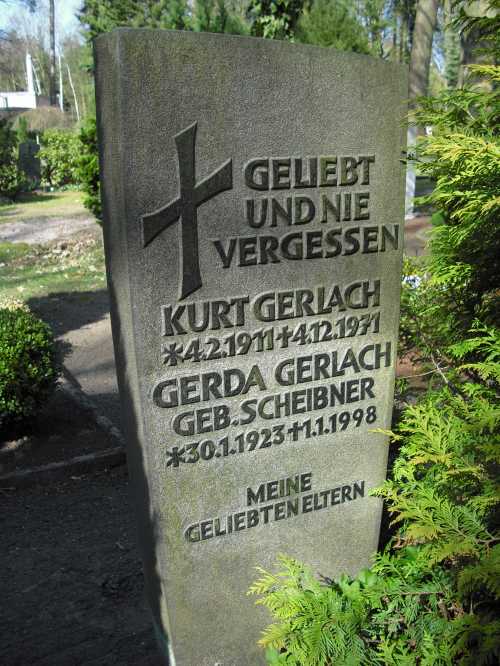 GELIEBT
UND NIE
VERGESSEN
KURT GERLACH
*4.2.1911 +4.12.1971
GERDA GERLACH
GEB. SCHEIBNER
*30.1.1923 +1.1.1998
MEINE
GELIEBTEN ELTERN